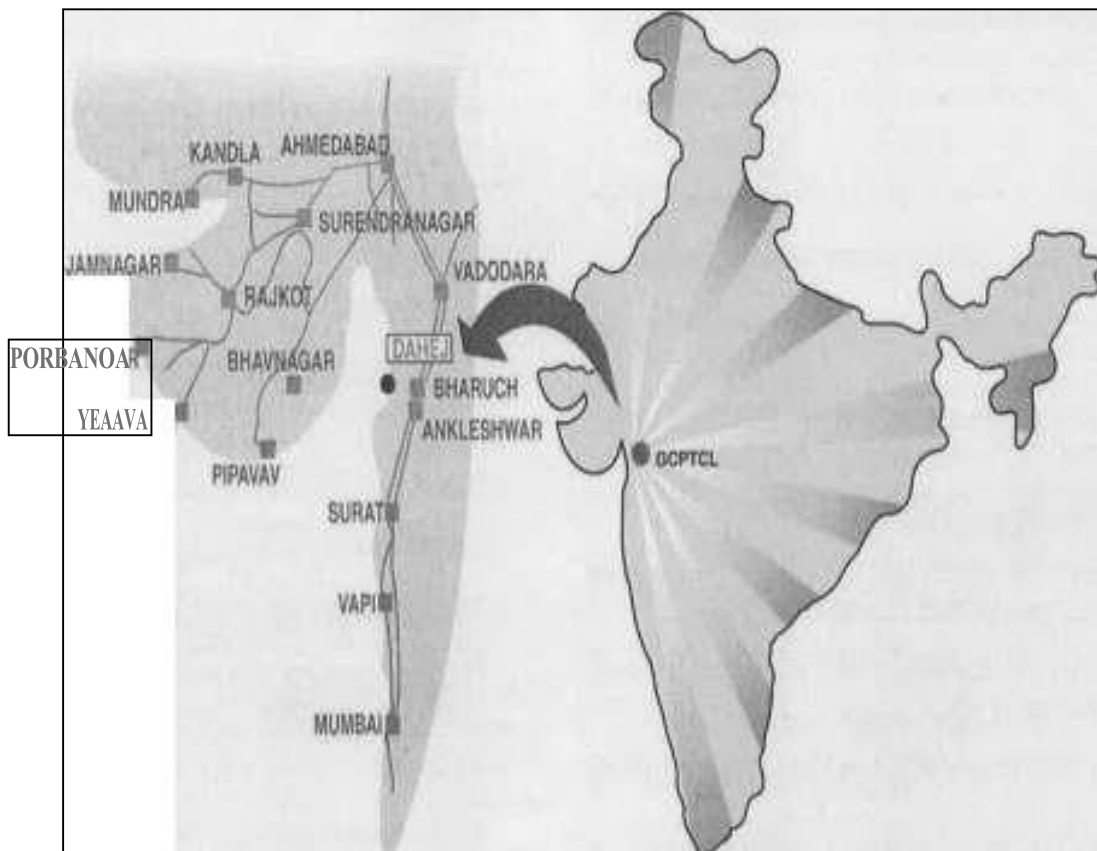 AHMEDABAD
KANDLA
MUNDRA
SURENDRANAGAR
JAMNAGAR
VADODARA
RAJKOT
DAHEJ
PORBANOAR
BHAVNAGAR
BHARUCH
YEAAVA
ANKLESHWAR
PIPAVAV
GCPTCL
SURAT
VAPI
MUMBAI